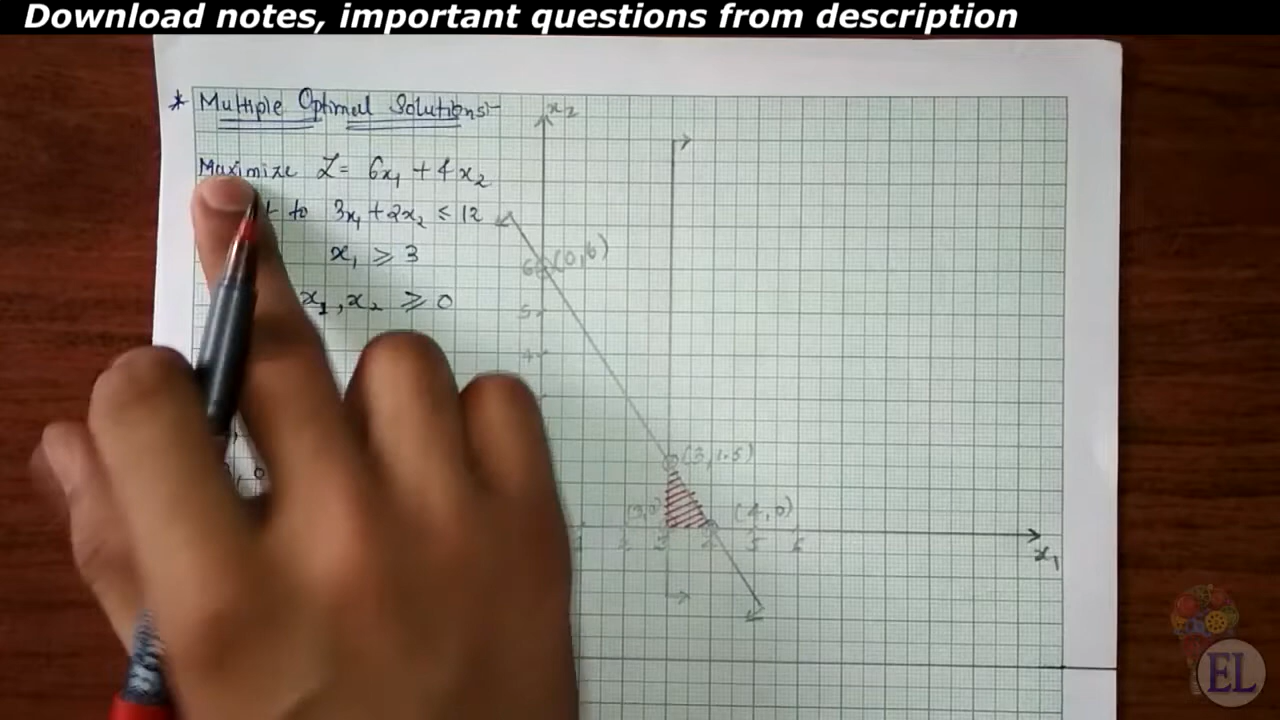 Download notes, important questions from description
* Multiple Optimal Solutions:-
Maximize Z = 6x₁ + 4x₂
to 3x₁ + 2x₂ ≤ 12
x₁ ≥ 3
x₁, x₂ ≥ 0
x₂
6 (0,6)
5
4
(3,1.5)
(3,0) (4,0)
1 2 3 4 5 6
x₁
EL